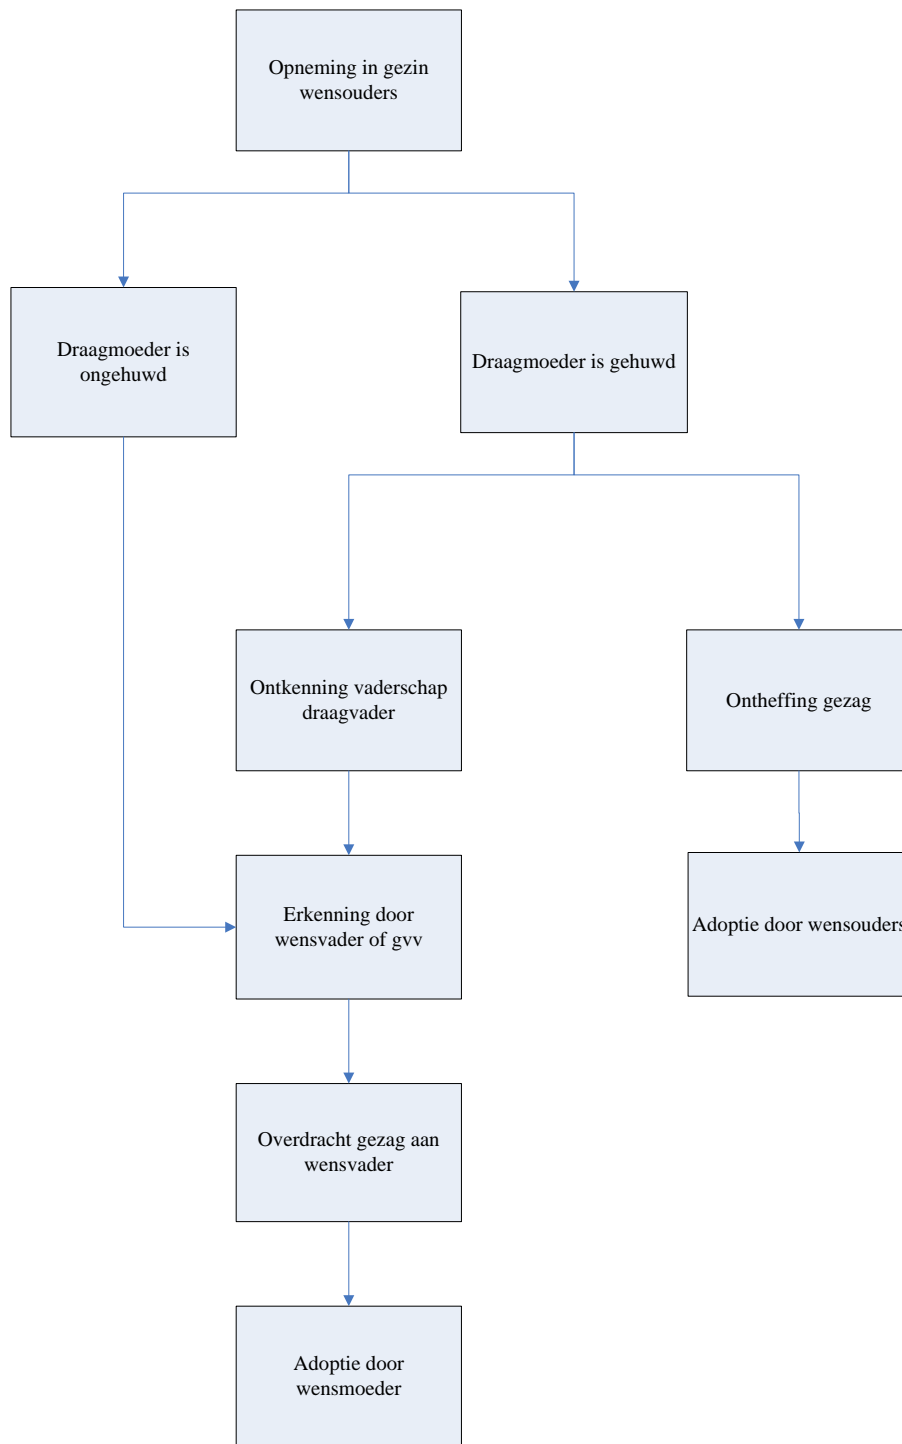 Opneming in gezin
wensouders
Draagmoeder is
ongehuwd
Draagmoeder is gehuwd
Ontkenning vaderschap
draagvader
Ontheffing gezag
Erkenning door
wensvader of gvv
Adoptie door wensouders
Overdracht gezag aan
wensvader
Adoptie door
wensmoeder